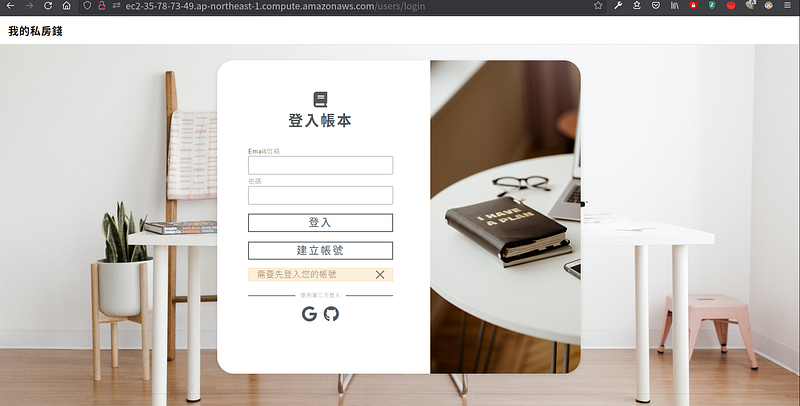 ec2-35-78-73-49.ap-northeast-1.compute.amazonaws.com/users/login
我的私房錢
登入帳本
Email信箱
密碼
登入
建立帳號
需要先登入您的帳號
使用第三方登入
I HAVE
A PLAN